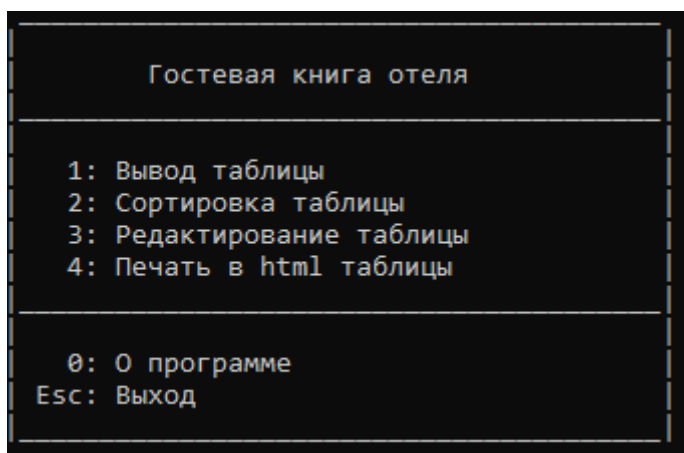 Гостевая книга отеля
1: Вывод таблицы
2: Сортировка таблицы
3: Редактирование таблицы
4: Печать в html таблицы
0: О программе
Esc: Выход